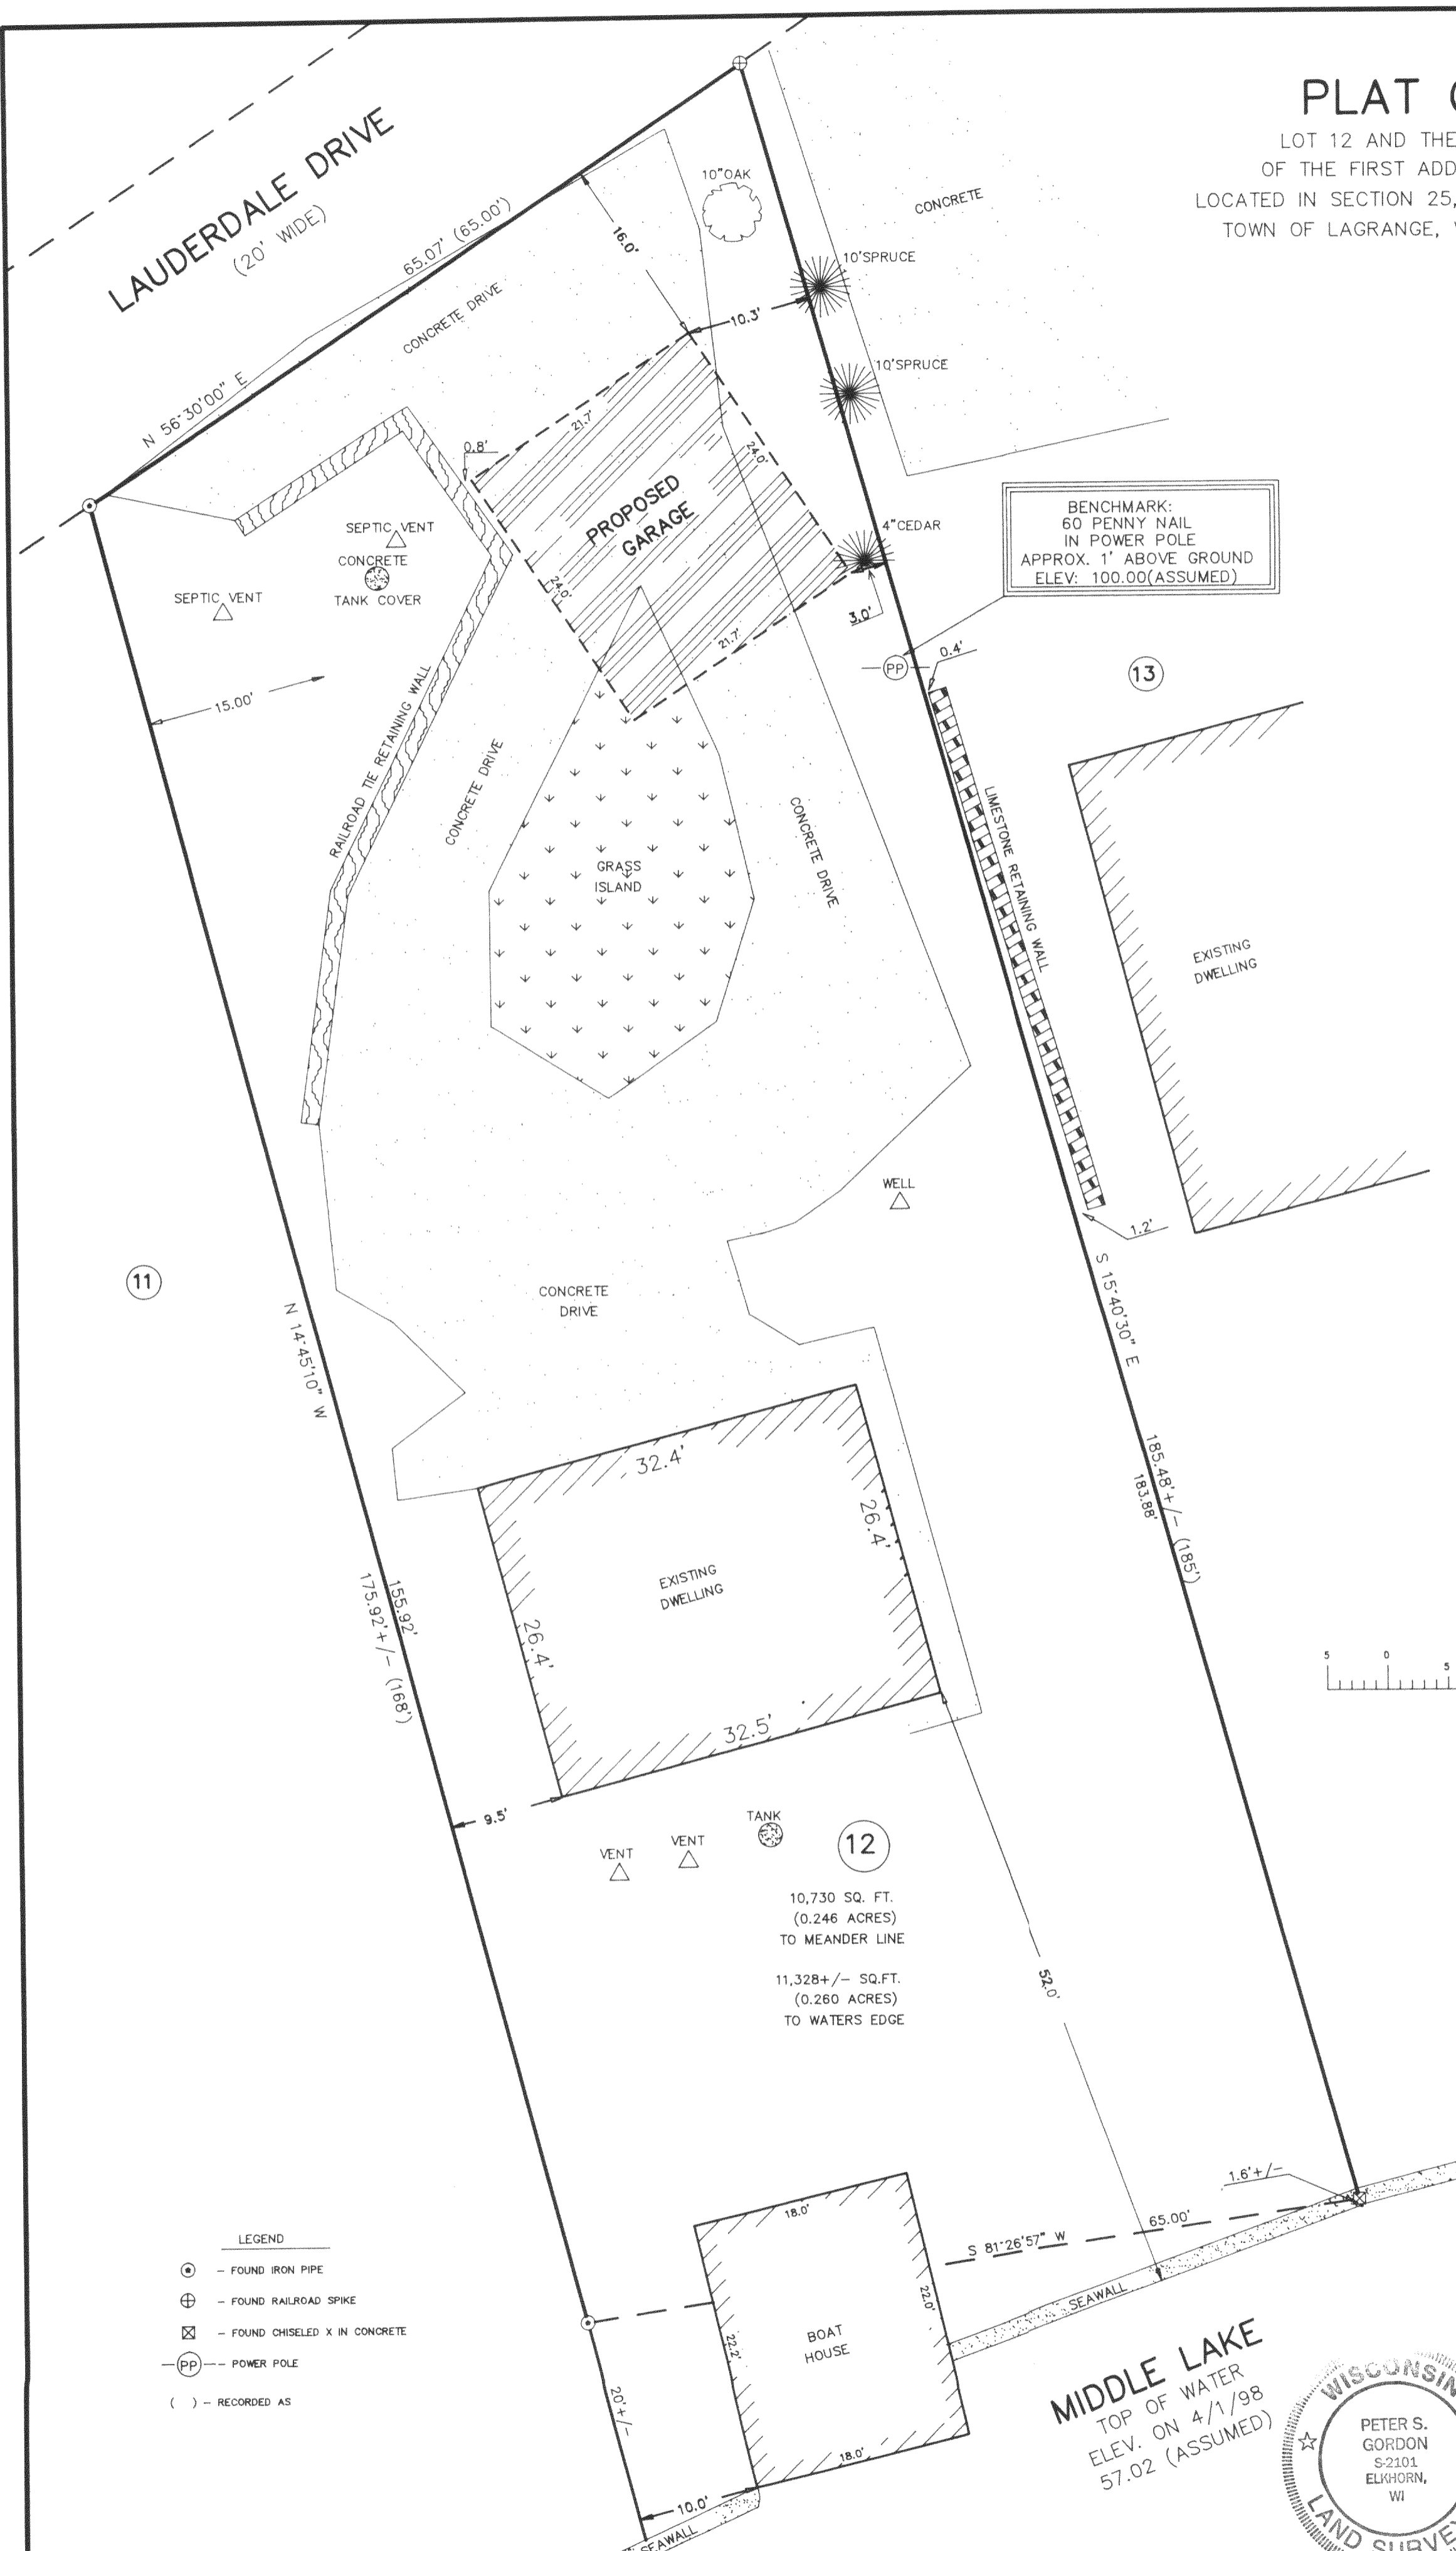 PLAT
LOT 12 AND THE
OF THE FIRST ADD
LOCATED IN SECTION 25,
TOWN OF LAGRANGE,
LAUDERDALE DRIVE
(20' WIDE)
65.07' (65.00')
N 56°30'00" E
CONCRETE DRIVE
16.0'
10"OAK
CONCRETE
10'SPRUCE
10.3'
10'SPRUCE
21.7'
0.8'
24.0'
PROPOSED
GARAGE
24.0'
21.7'
4"CEDAR
3.0'
BENCHMARK:
60 PENNY NAIL
IN POWER POLE
APPROX. 1' ABOVE GROUND
ELEV: 100.00(ASSUMED)
SEPTIC VENT
CONCRETE
TANK COVER
SEPTIC VENT
15.00'
RAILROAD TIE RETAINING WALL
CONCRETE DRIVE
GRASS
ISLAND
CONCRETE DRIVE
PP
0.4'
13
LIMESTONE RETAINING WALL
EXISTING
DWELLING
WELL
1.2'
11
CONCRETE
DRIVE
N 14°45'10" W
S 15°40'30" E
185.48'+/- (185')
183.88'
32.4'
26.4'
EXISTING
DWELLING
26.4'
32.5'
155.92'
175.92'+/- (168')
5 0 5
9.5'
VENT
VENT
TANK
12
10,730 SQ. FT.
(0.246 ACRES)
TO MEANDER LINE
11,328+/- SQ.FT.
(0.260 ACRES)
TO WATERS EDGE
52.0'
1.6'+/-
65.00'
S 81°26'57" W
SEAWALL
18.0'
22.0'
BOAT
HOUSE
22.2'
18.0'
20'+/-
10.0'
SEAWALL
LEGEND
- FOUND IRON PIPE
- FOUND RAILROAD SPIKE
- FOUND CHISELED X IN CONCRETE
PP - POWER POLE
( ) - RECORDED AS
MIDDLE LAKE
TOP OF WATER
ELEV. ON 4/1/98
57.02 (ASSUMED)
WISCONSIN
PETER S.
GORDON
S-2101
ELKHORN,
WI
LAND SURVEY